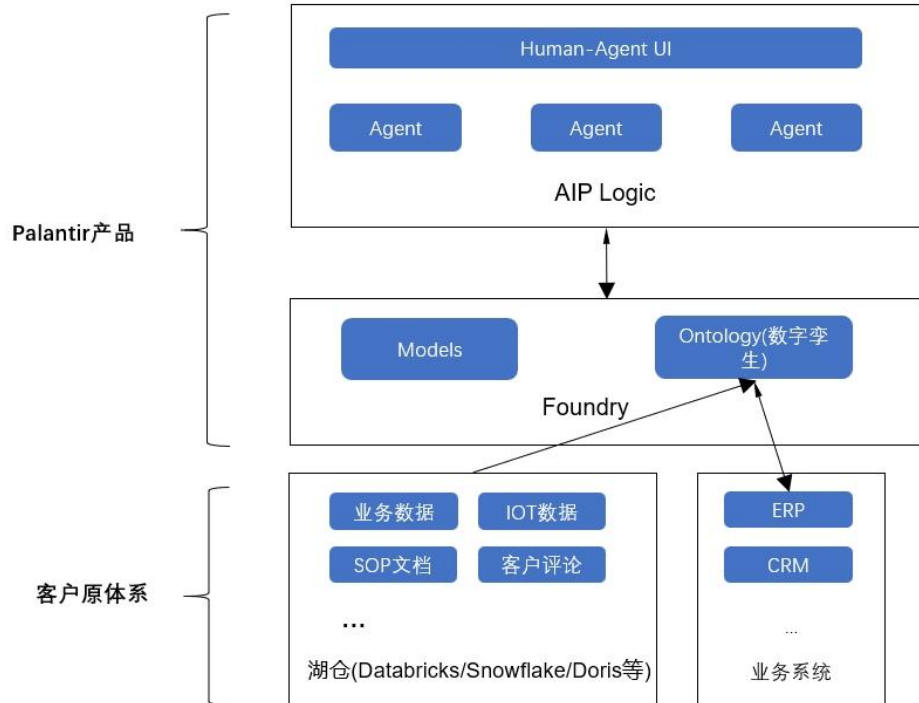 Human-Agent UI
Agent
Agent
Agent
AIP Logic
Palantir产品
Models
Ontology(数字孪
生)
Foundry
业务数据
IOT数据
ERP
SOP文档
客户评论
CRM
客户原体系
...
...
湖仓(Databricks/Snowflake/Doris等)
业务系统